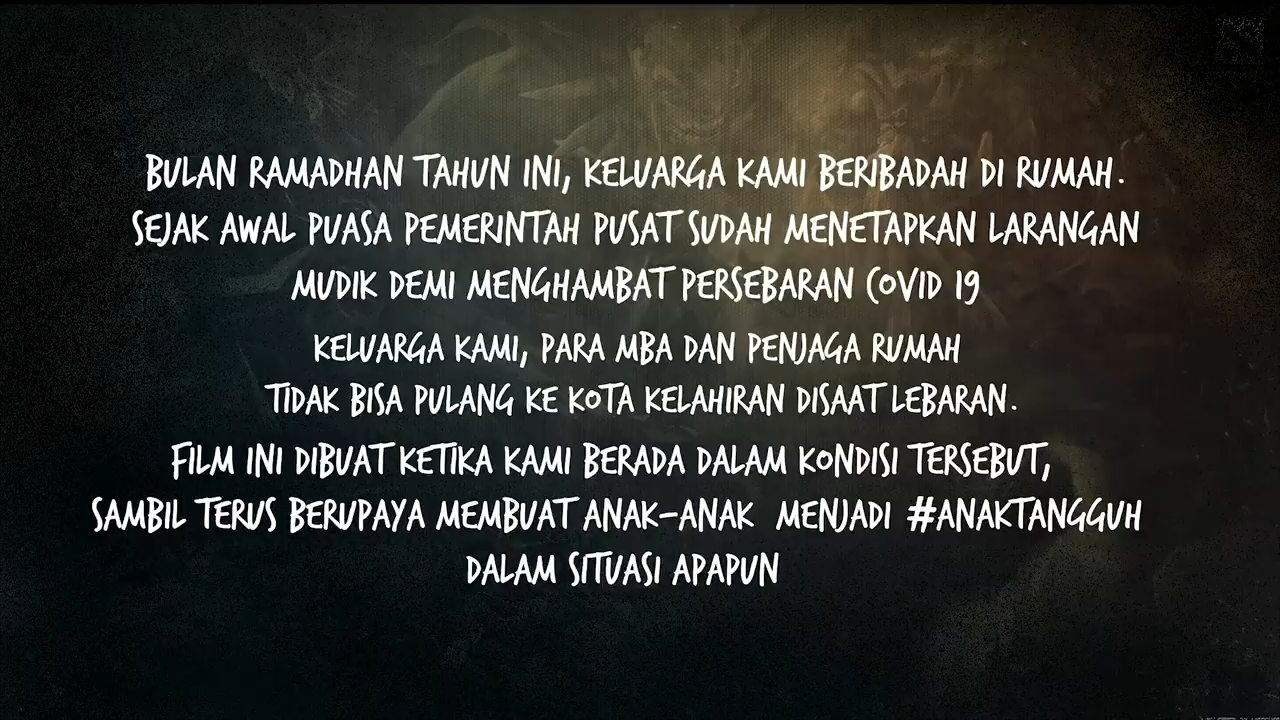 BULAN RAMADHAN TAHUN INI, KELUARGA KAMI BERIBADAH DI RUMAH.
SEJAK AWAL PUASA PEMERINTAH PUSAT SUDAH MENETAPKAN LARANGAN
MUDIK DEMI MENGHAMBAT PERSEBARAN COVID 19
KELUARGA KAMI, PARA MBA DAN PENJAGA RUMAH
TIDAK BISA PULANG KE KOTA KELAHIRAN DISAAT LEBARAN.
FILM INI DIBUAT KETIKA KAMI BERADA DALAM KONDISI TERSEBUT,
SAMBIL TERUS BERUPAYA MEMBUAT ANAK-ANAK MENJADI #ANAKTANGGUH
DALAM SITUASI APAPUN